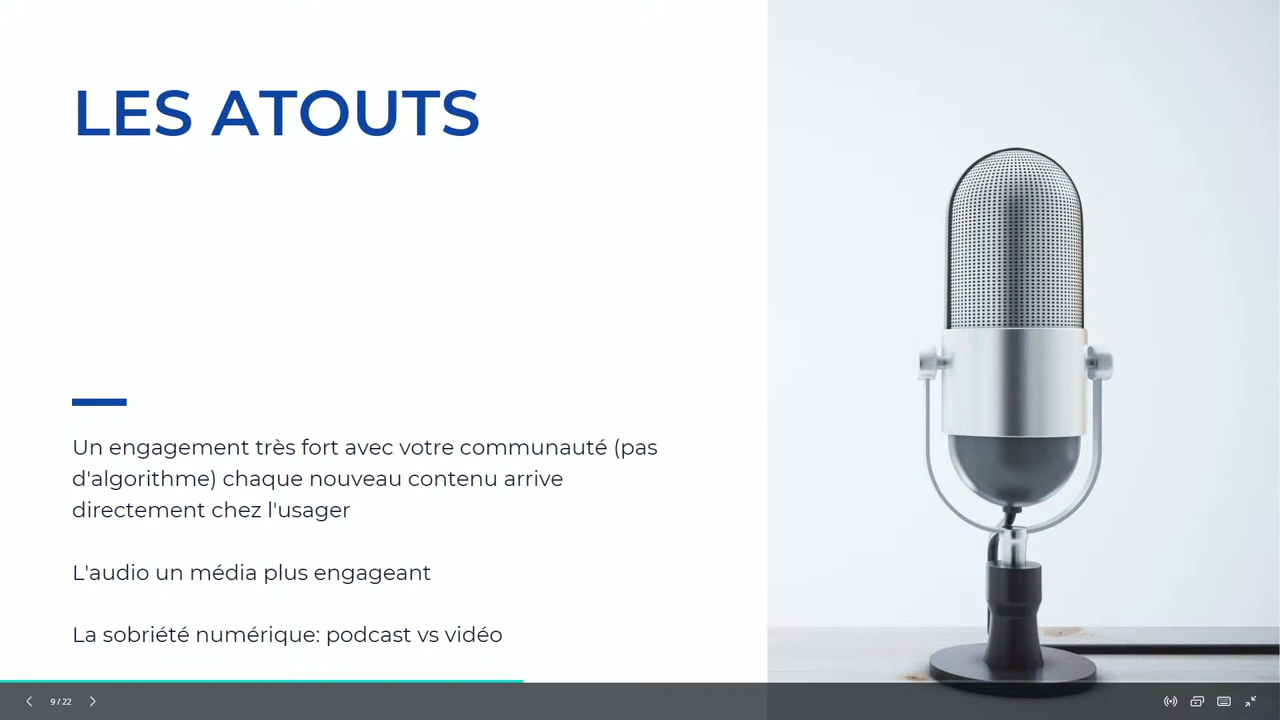 LES ATOUTS
Un engagement très fort avec votre communauté (pas
d'algorithme) chaque nouveau contenu arrive
directement chez l'usager
L'audio un média plus engageant
La sobriété numérique: podcast vs vidéo
9 / 22